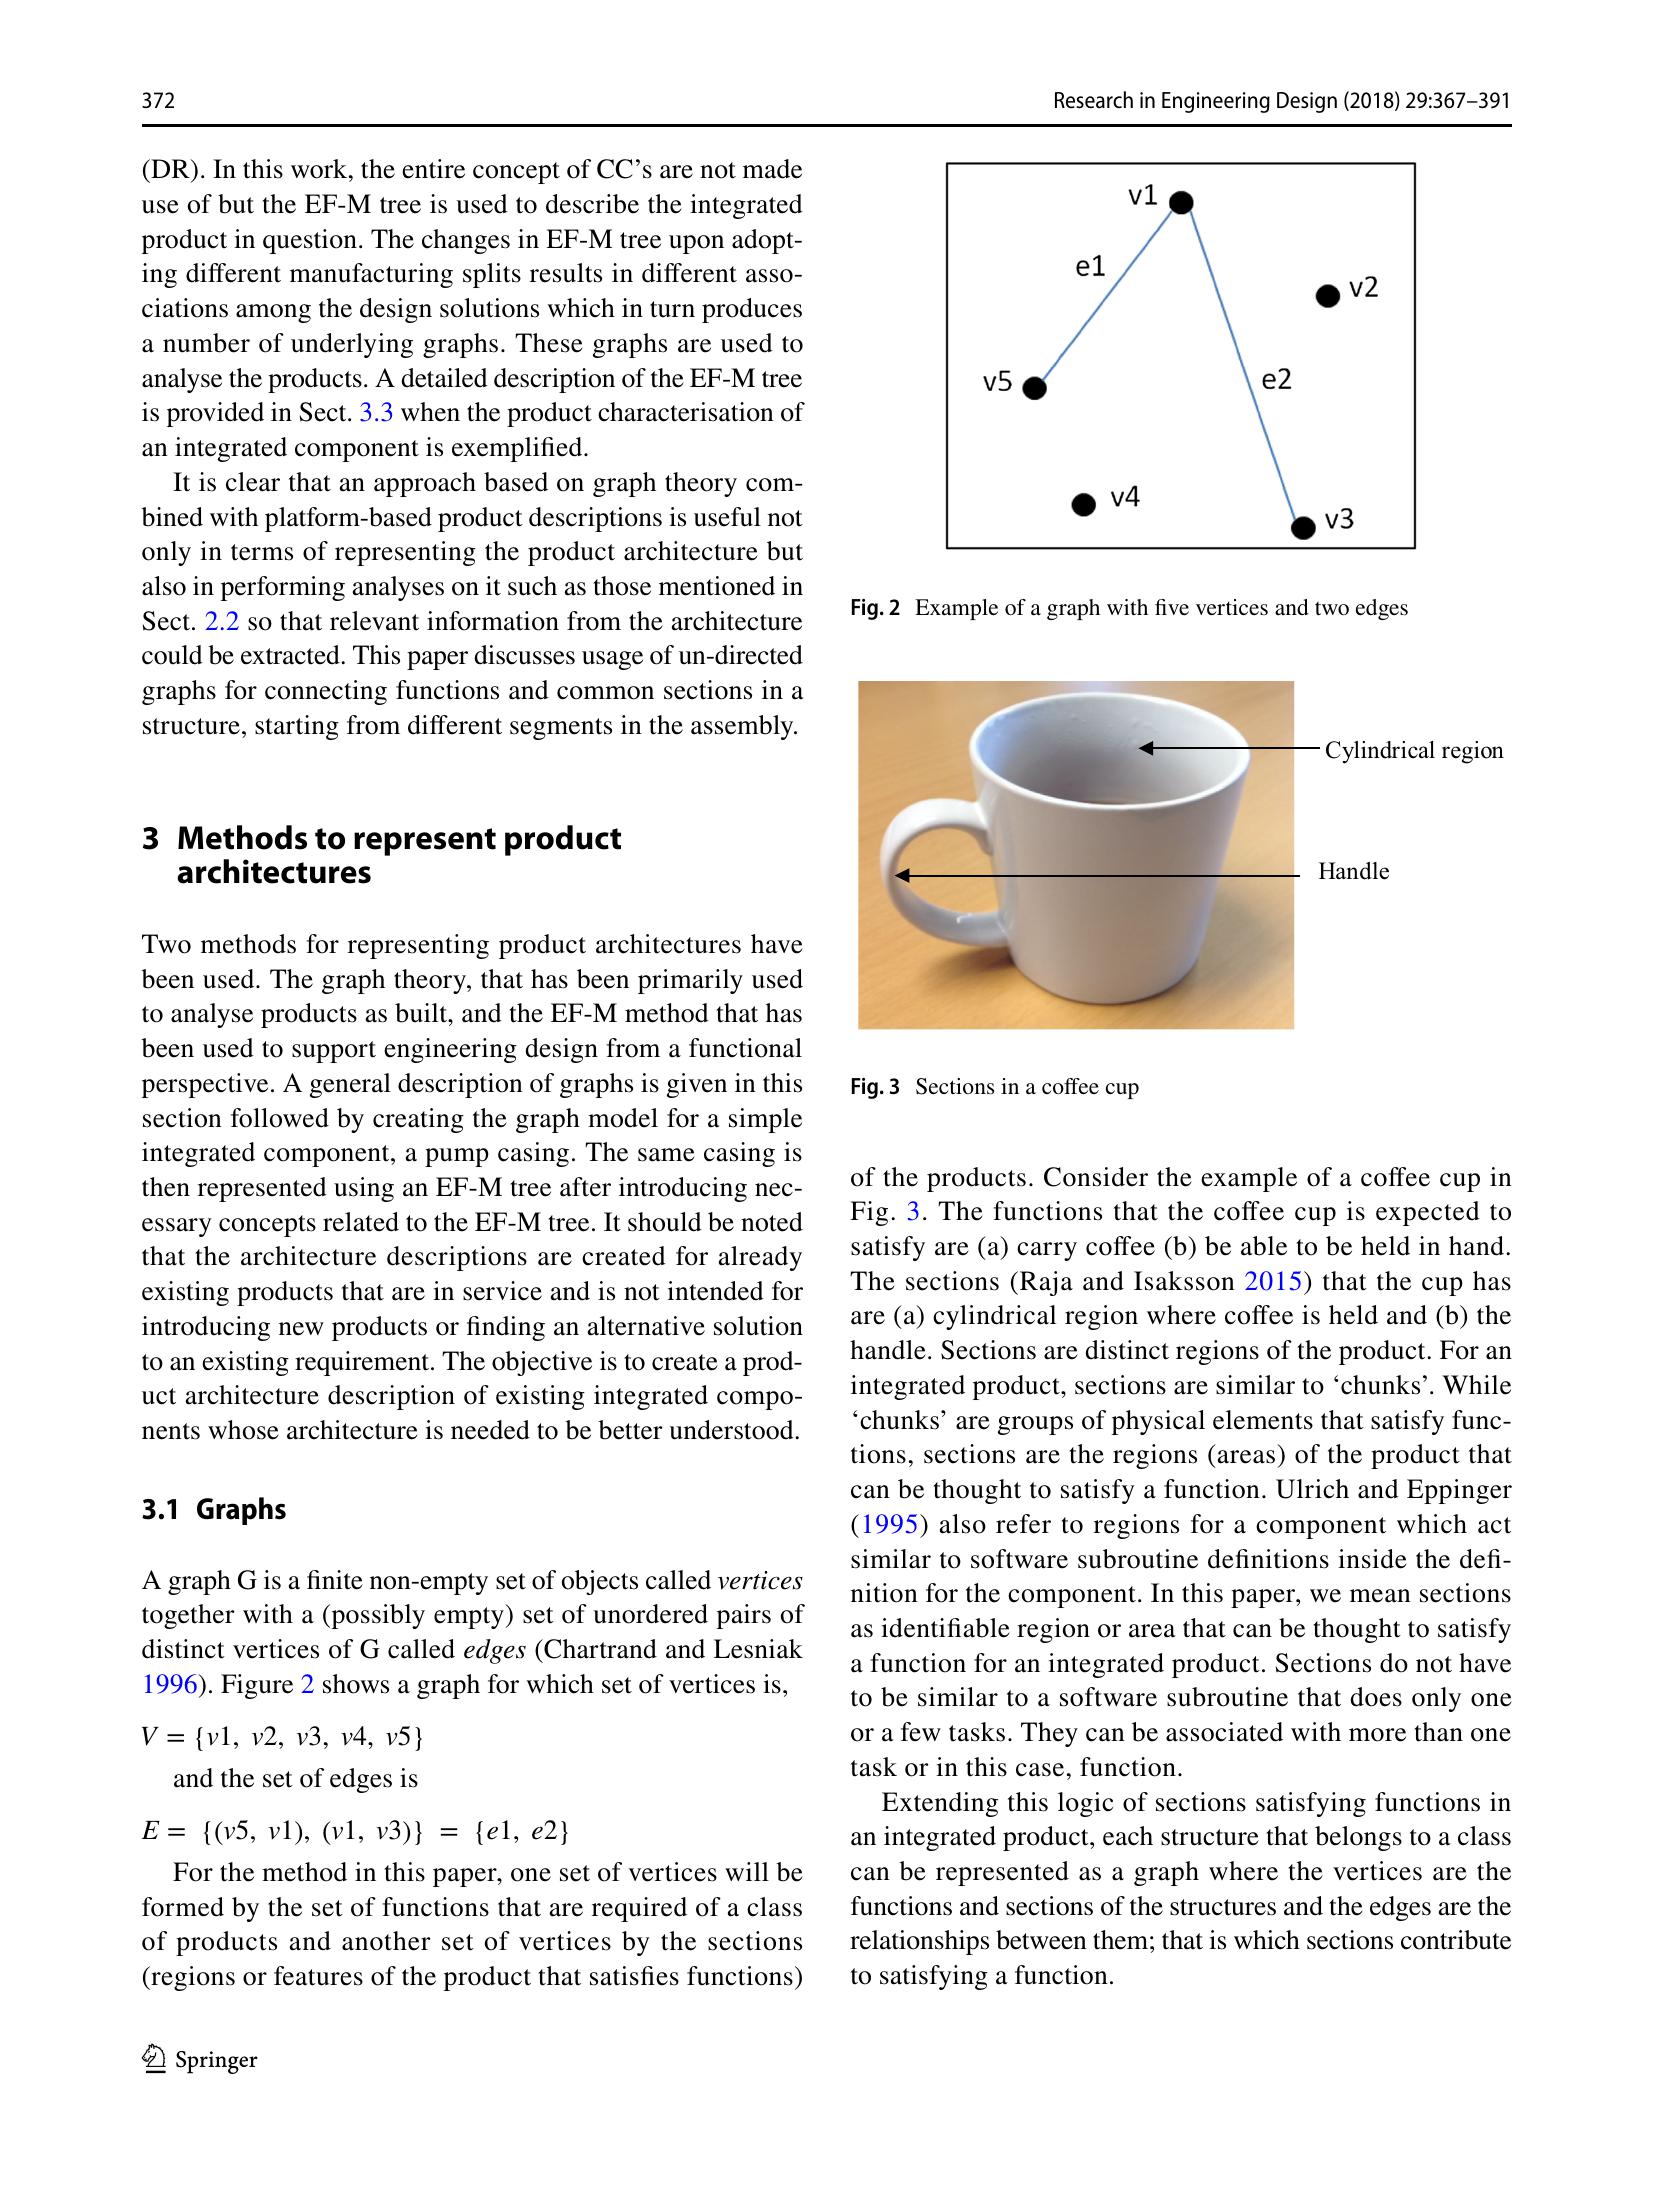 372
Research in Engineering Design (2018) 29:367–391
(DR). In this work, the entire concept of CC’s are not made
use of but the EF-M tree is used to describe the integrated
product in question. The changes in EF-M tree upon adopt-
ing different manufacturing splits results in different asso-
ciations among the design solutions which in turn produces
a number of underlying graphs. These graphs are used to
analyse the products. A detailed description of the EF-M tree
is provided in Sect. 3.3 when the product characterisation of
an integrated component is exemplified.
It is clear that an approach based on graph theory com-
bined with platform-based product descriptions is useful not
only in terms of representing the product architecture but
also in performing analyses on it such as those mentioned in
Sect. 2.2 so that relevant information from the architecture
could be extracted. This paper discusses usage of un-directed
graphs for connecting functions and common sections in a
structure, starting from different segments in the assembly.
3 Methods to represent product
architectures
Two methods for representing product architectures have
been used. The graph theory, that has been primarily used
to analyse products as built, and the EF-M method that has
been used to support engineering design from a functional
perspective. A general description of graphs is given in this
section followed by creating the graph model for a simple
integrated component, a pump casing. The same casing is
then represented using an EF-M tree after introducing nec-
essary concepts related to the EF-M tree. It should be noted
that the architecture descriptions are created for already
existing products that are in service and is not intended for
introducing new products or finding an alternative solution
to an existing requirement. The objective is to create a prod-
uct architecture description of existing integrated compo-
nents whose architecture is needed to be better understood.
3.1 Graphs
A graph G is a finite non-empty set of objects called vertices
together with a (possibly empty) set of unordered pairs of
distinct vertices of G called edges (Chartrand and Lesniak
1996). Figure 2 shows a graph for which set of vertices is,
V = {v1, v2, v3, v4, v5}
and the set of edges is
E = {(v5, v1), (v1, v3)} = {e1, e2}
For the method in this paper, one set of vertices will be
formed by the set of functions that are required of a class
of products and another set of vertices by the sections
(regions or features of the product that satisfies functions)
v1
e1
v2
v5
e2
v4
v3
Fig. 2 Example of a graph with five vertices and two edges
Cylindrical region
Handle
Fig. 3 Sections in a coffee cup
of the products. Consider the example of a coffee cup in
Fig. 3. The functions that the coffee cup is expected to
satisfy are (a) carry coffee (b) be able to be held in hand.
The sections (Raja and Isaksson 2015) that the cup has
are (a) cylindrical region where coffee is held and (b) the
handle. Sections are distinct regions of the product. For an
integrated product, sections are similar to ‘chunks’. While
‘chunks’ are groups of physical elements that satisfy func-
tions, sections are the regions (areas) of the product that
can be thought to satisfy a function. Ulrich and Eppinger
(1995) also refer to regions for a component which act
similar to software subroutine definitions inside the defi-
nition for the component. In this paper, we mean sections
as identifiable region or area that can be thought to satisfy
a function for an integrated product. Sections do not have
to be similar to a software subroutine that does only one
or a few tasks. They can be associated with more than one
task or in this case, function.
Extending this logic of sections satisfying functions in
an integrated product, each structure that belongs to a class
can be represented as a graph where the vertices are the
functions and sections of the structures and the edges are the
relationships between them; that is which sections contribute
to satisfying a function.
Springer